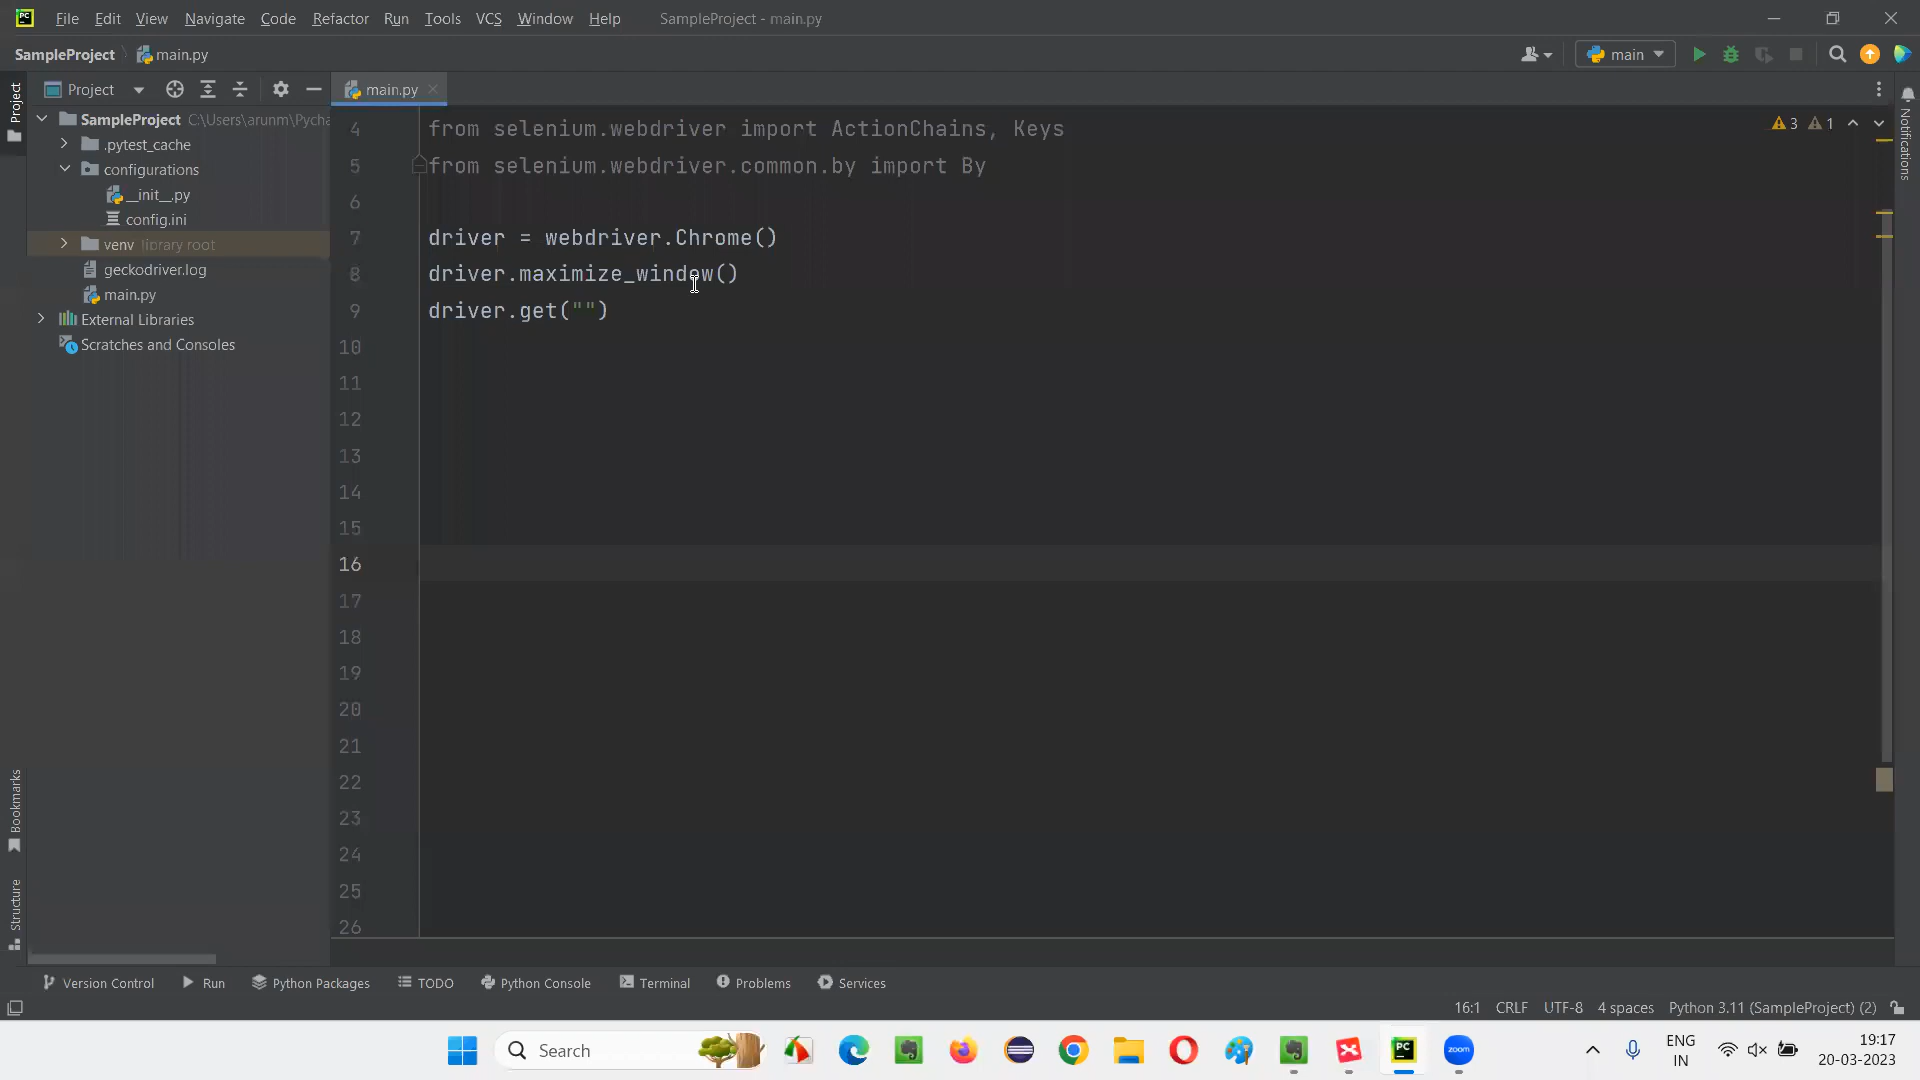 PC File Edit View Navigate Code Refactor Run Tools VCS Window Help SampleProject - main.py
SampleProject main.py
main
Project
main.py
SampleProject C:\Users\arunm\Pycha
.pytest_cache
configurations
__init__.py
config.ini
venv library root
geckodriver.log
main.py
External Libraries
Scratches and Consoles
Project
Bookmarks
Structure
4 from selenium.webdriver import ActionChains, Keys
5 from selenium.webdriver.common.by import By
6
7 driver = webdriver.Chrome()
8 driver.maximize_window()
9 driver.get("")
10
11
12
13
14
15
16
17
18
19
20
21
22
23
24
25
26
3 1
Notifications
Version Control Run Python Packages TODO Python Console Terminal Problems Services
16:1 CRLF UTF-8 4 spaces Python 3.11 (SampleProject) (2)
Search
PC
zoom
ENG
IN
19:17
20-03-2023